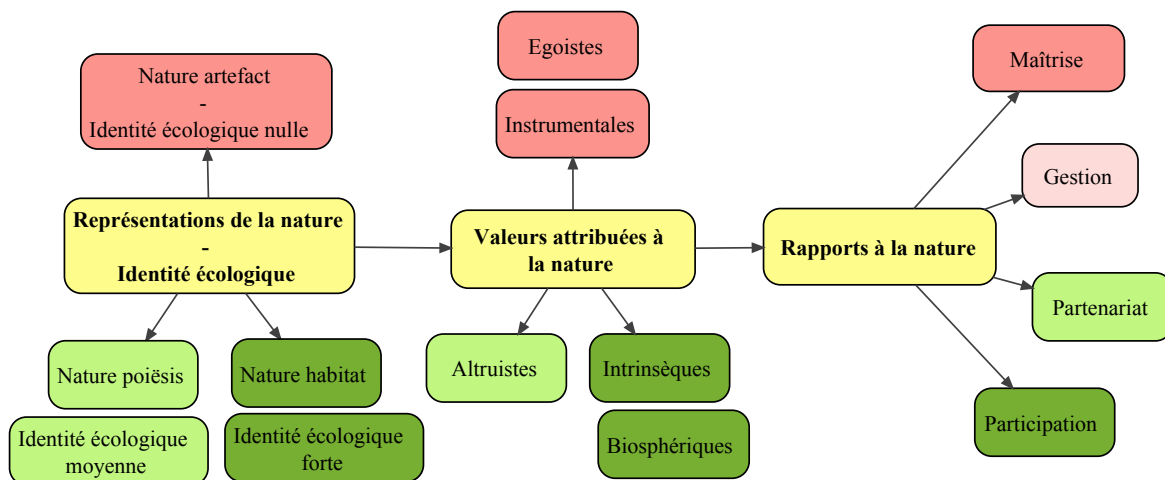 Nature artefact
-
Identité écologique nulle
Représentations de la nature
-
Identité écologique
Nature poiësis
Identité écologique
moyenne
Nature habitat
Identité écologique
forte
Egoistes
Instrumentales
Valeurs attribuées à
la nature
Altruistes
Intrinsèques
Biosphériques
Maîtrise
Gestion
Rapports à la nature
Partenariat
Participation